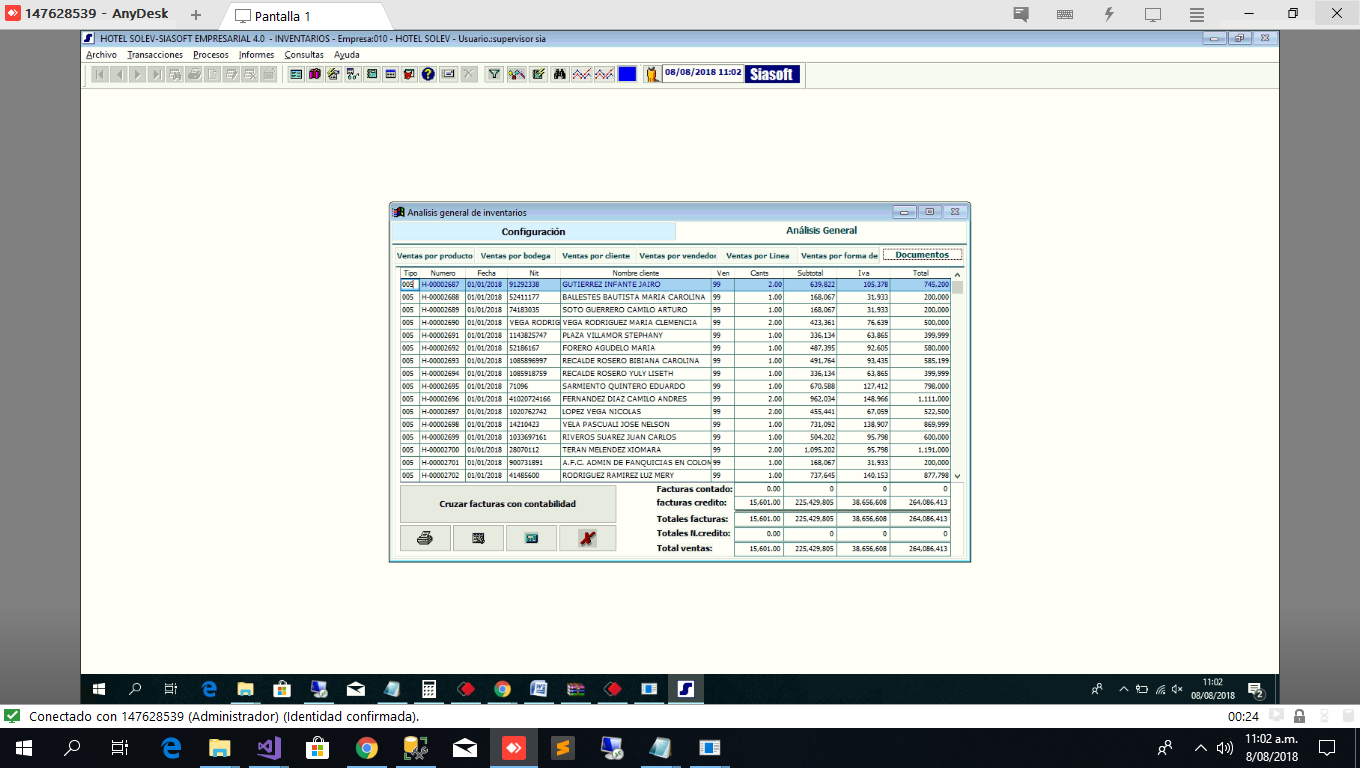 147628539 - AnyDesk
Pantalla 1
HOTEL SOLEV-SIASOFT EMPRESARIAL 4.0 - INVENTARIOS - Empresa:010 - HOTEL SOLEV - Usuario.:supervisor sia
Archivo Transacciones Procesos Informes Consultas Ayuda
08/08/2018 11:02 Siasoft
Analisis general de inventarios
Configuración Análisis General
Ventas por producto Ventas por bodega Ventas por cliente Ventas por vendedor Ventas por Linea Ventas por forma de Documentos
Tipo Numero Fecha Nit Nombre cliente Ven Cants Subtotal Iva Total
005 H-00002687 01/01/2018 91292338 GUTIERREZ INFANTE JAIRO 99 2.00 639,822 105,378 745,200
005 H-00002688 01/01/2018 52411177 BALLESTES BAUTISTA MARIA CAROLINA 99 1.00 168,067 31,933 200,000
005 H-00002689 01/01/2018 74183035 SOTO GUERRERO CAMILO ARTURO 99 1.00 168,067 31,933 200,000
005 H-00002690 01/01/2018 VEGA RODRIG VEGA RODRIGUEZ MARIA CLEMENCIA 99 2.00 423,361 76,639 500,000
005 H-00002691 01/01/2018 1143825747 PLAZA VILLAMOR STEPHANY 99 1.00 336,134 63,865 399,999
005 H-00002692 01/01/2018 52186167 FORERO AGUDELO MARIA 99 1.00 487,395 92,605 580,000
005 H-00002693 01/01/2018 1085896997 RECALDE ROSERO BIBIANA CAROLINA 99 1.00 491,764 93,435 585,199
005 H-00002694 01/01/2018 1085918759 RECALDE ROSERO YULY LISETH 99 1.00 336,134 63,865 399,999
005 H-00002695 01/01/2018 71096 SARMIENTO QUINTERO EDUARDO 99 1.00 670,588 127,412 798,000
005 H-00002696 01/01/2018 41020724166 FERNANDEZ DIAZ CAMILO ANDRES 99 2.00 962,034 148,966 1,111,000
005 H-00002697 01/01/2018 1020762742 LOPEZ VEGA NICOLAS 99 2.00 455,441 67,059 522,500
005 H-00002698 01/01/2018 14210423 VELA PASCUALI JOSE NELSON 99 1.00 731,092 138,907 869,999
005 H-00002699 01/01/2018 1033697161 RIVEROS SUAREZ JUAN CARLOS 99 1.00 504,202 95,798 600,000
005 H-00002700 01/01/2018 28070112 TERAN MELENDEZ XIOMARA 99 2.00 1,095,202 95,798 1,191,000
005 H-00002701 01/01/2018 900731891 A.F.C. ADMIN DE FANQUICIAS EN COLOM 99 1.00 168,067 31,933 200,000
005 H-00002702 01/01/2018 41485600 RODRIGUEZ RAMIREZ LUZ MERY 99 1.00 737,645 140,153 877,798
Cruzar facturas con contabilidad
Facturas contado: 0.00 0 0 0
facturas credito: 15,601.00 225,429,805 38,656,608 264,086,413
Totales facturas: 15,601.00 225,429,805 38,656,608 264,086,413
Totales N.credito: 0.00 0 0 0
Total ventas: 15,601.00 225,429,805 38,656,608 264,086,413
11:02
08/08/2018
2
Conectado con 147628539 (Administrador) (Identidad confirmada).
00:24
11:02 a.m.
8/08/2018